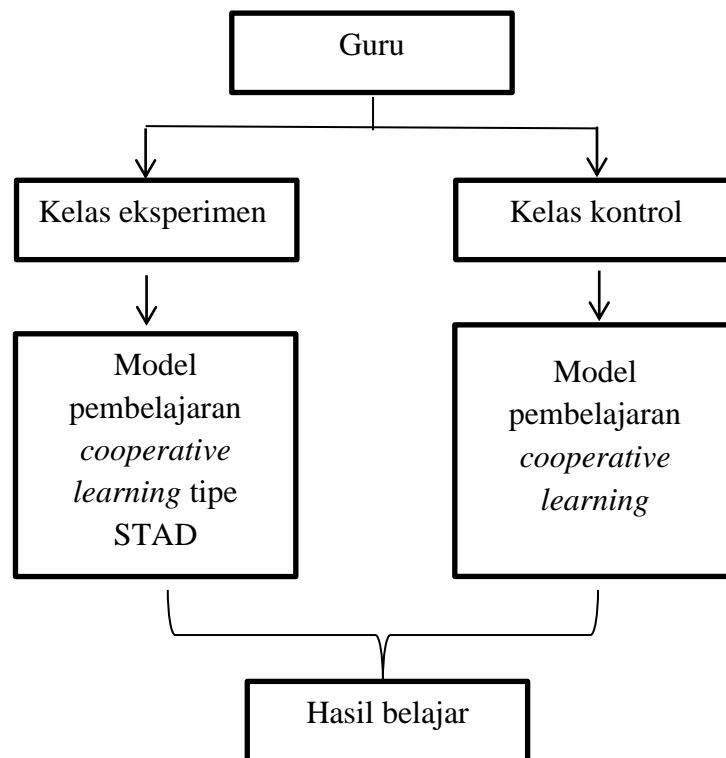 Guru
Kelas eksperimen
Kelas kontrol
Model
pembelajaran
cooperative
learning tipe
STAD
Model
pembelajaran
cooperative
learning
Hasil belajar